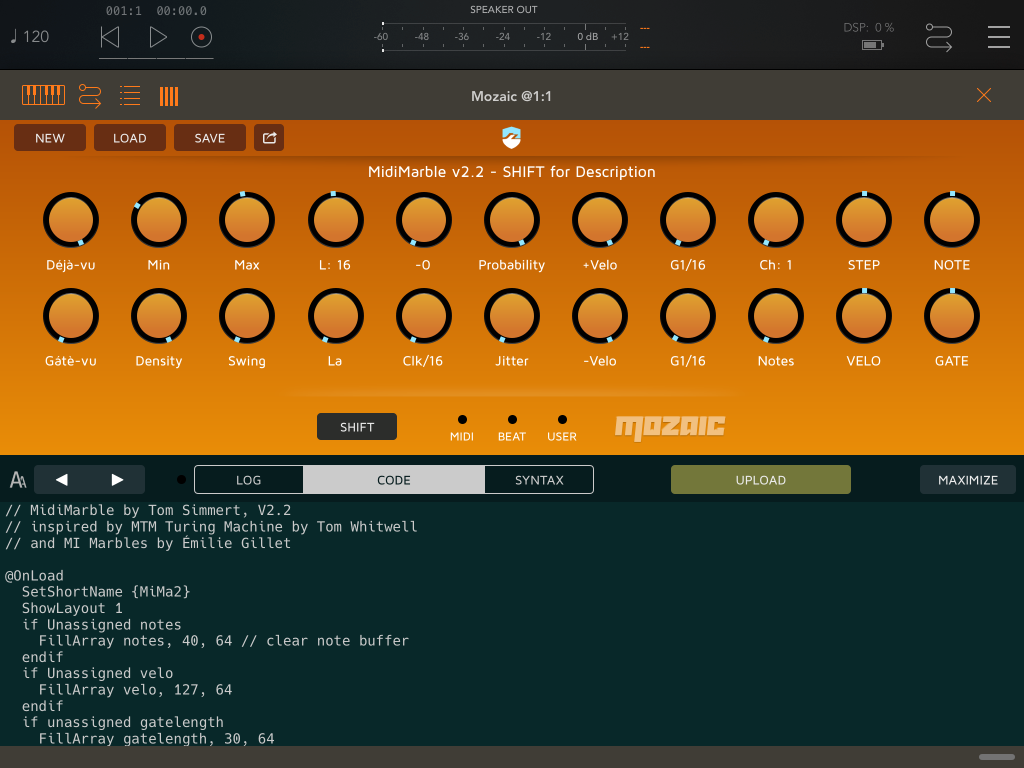 001:1 00:00.0
SPEAKER OUT
♩ 120
-60 -48 -36 -24 -12 0 dB +12
DSP: 0 %
Mozaic @1:1
NEW LOAD SAVE
MidiMarble v2.2 - SHIFT for Description
Déjà-vu Min Max L: 16 -0 Probability +Velo G1/16 Ch: 1 STEP NOTE
Gátè-vu Density Swing La Clk/16 Jitter -Velo G1/16 Notes VELO GATE
SHIFT
MIDI BEAT USER
mozaic
AA ◀ ▶ LOG CODE SYNTAX UPLOAD MAXIMIZE
// MidiMarble by Tom Simmert, V2.2
// inspired by MTM Turing Machine by Tom Whitwell
// and MI Marbles by Émilie Gillet
@OnLoad
SetShortName {MiMa2}
ShowLayout 1
if Unassigned notes
FillArray notes, 40, 64 // clear note buffer
endif
if Unassigned velo
FillArray velo, 127, 64
endif
if unassigned gatelength
FillArray gatelength, 30, 64